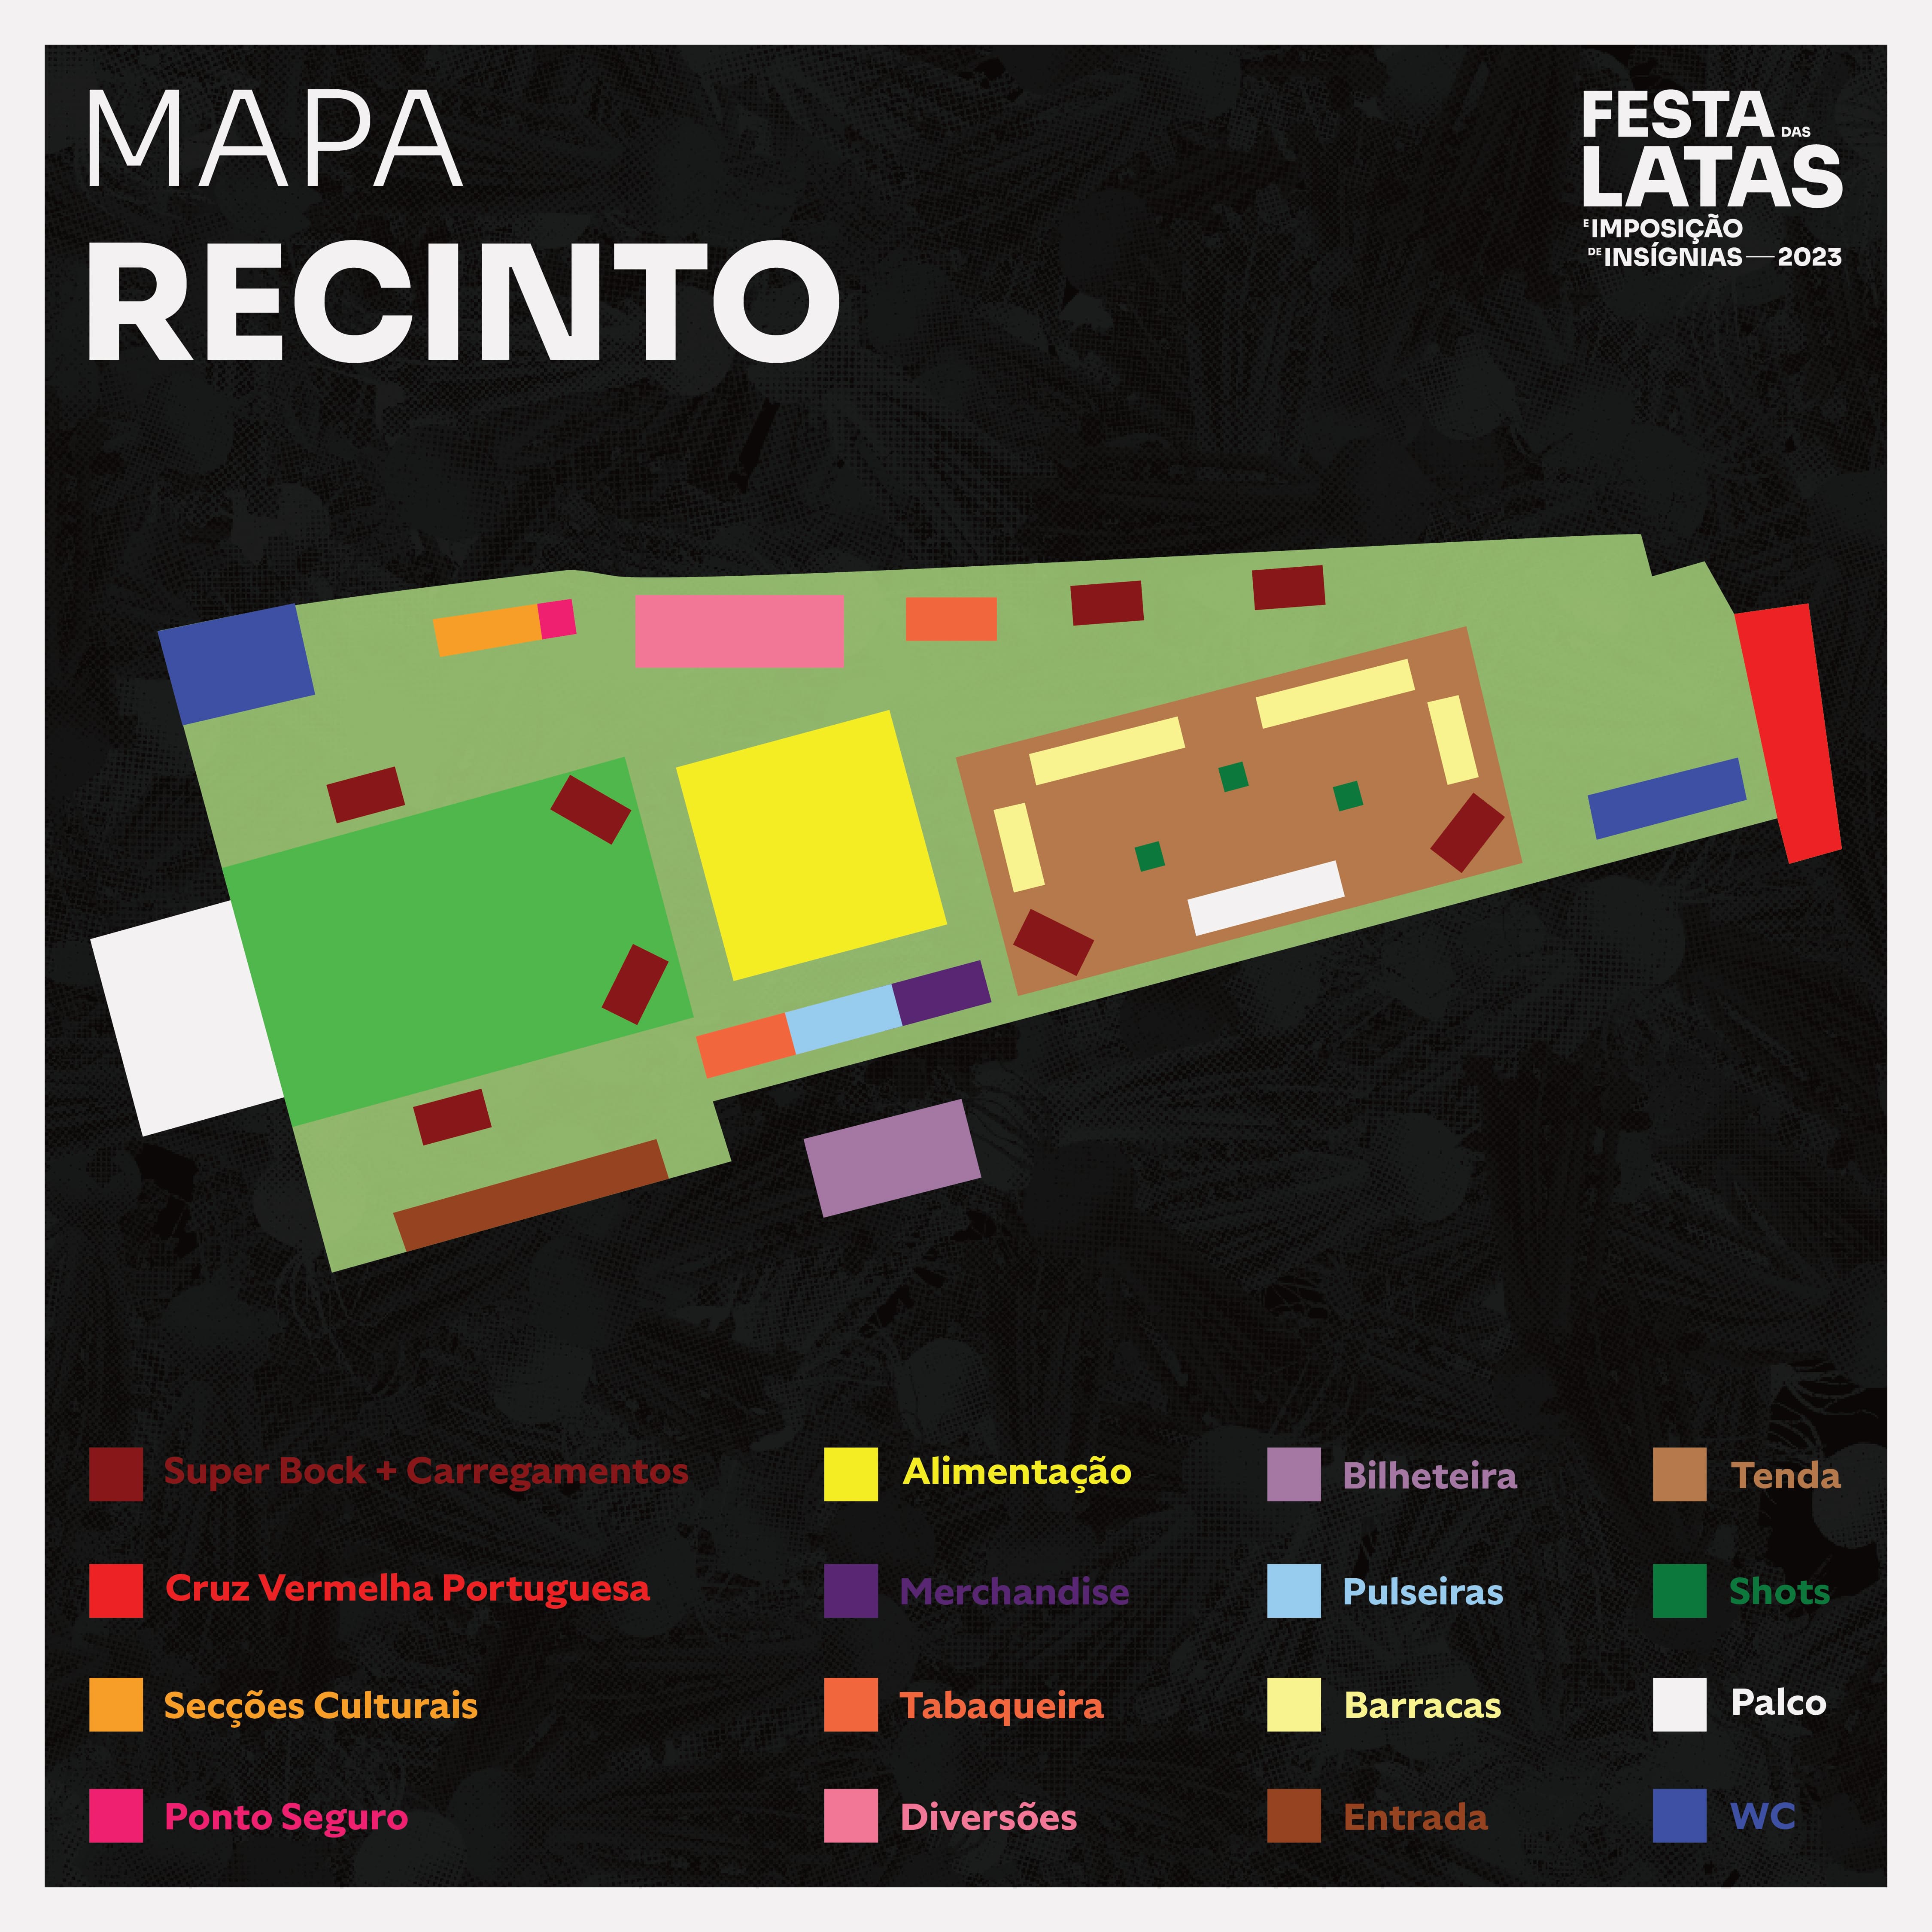 MAPA
RECINTO
FESTA DAS
LATAS
E IMPOSIÇÃO
DE INSÍGNIAS — 2023
Super Bock + Carregamentos
Alimentação
Bilheteira
Tenda
Cruz Vermelha Portuguesa
Merchandise
Pulseiras
Shots
Secções Culturais
Tabaqueira
Barracas
Palco
Ponto Seguro
Diversões
Entrada
WC